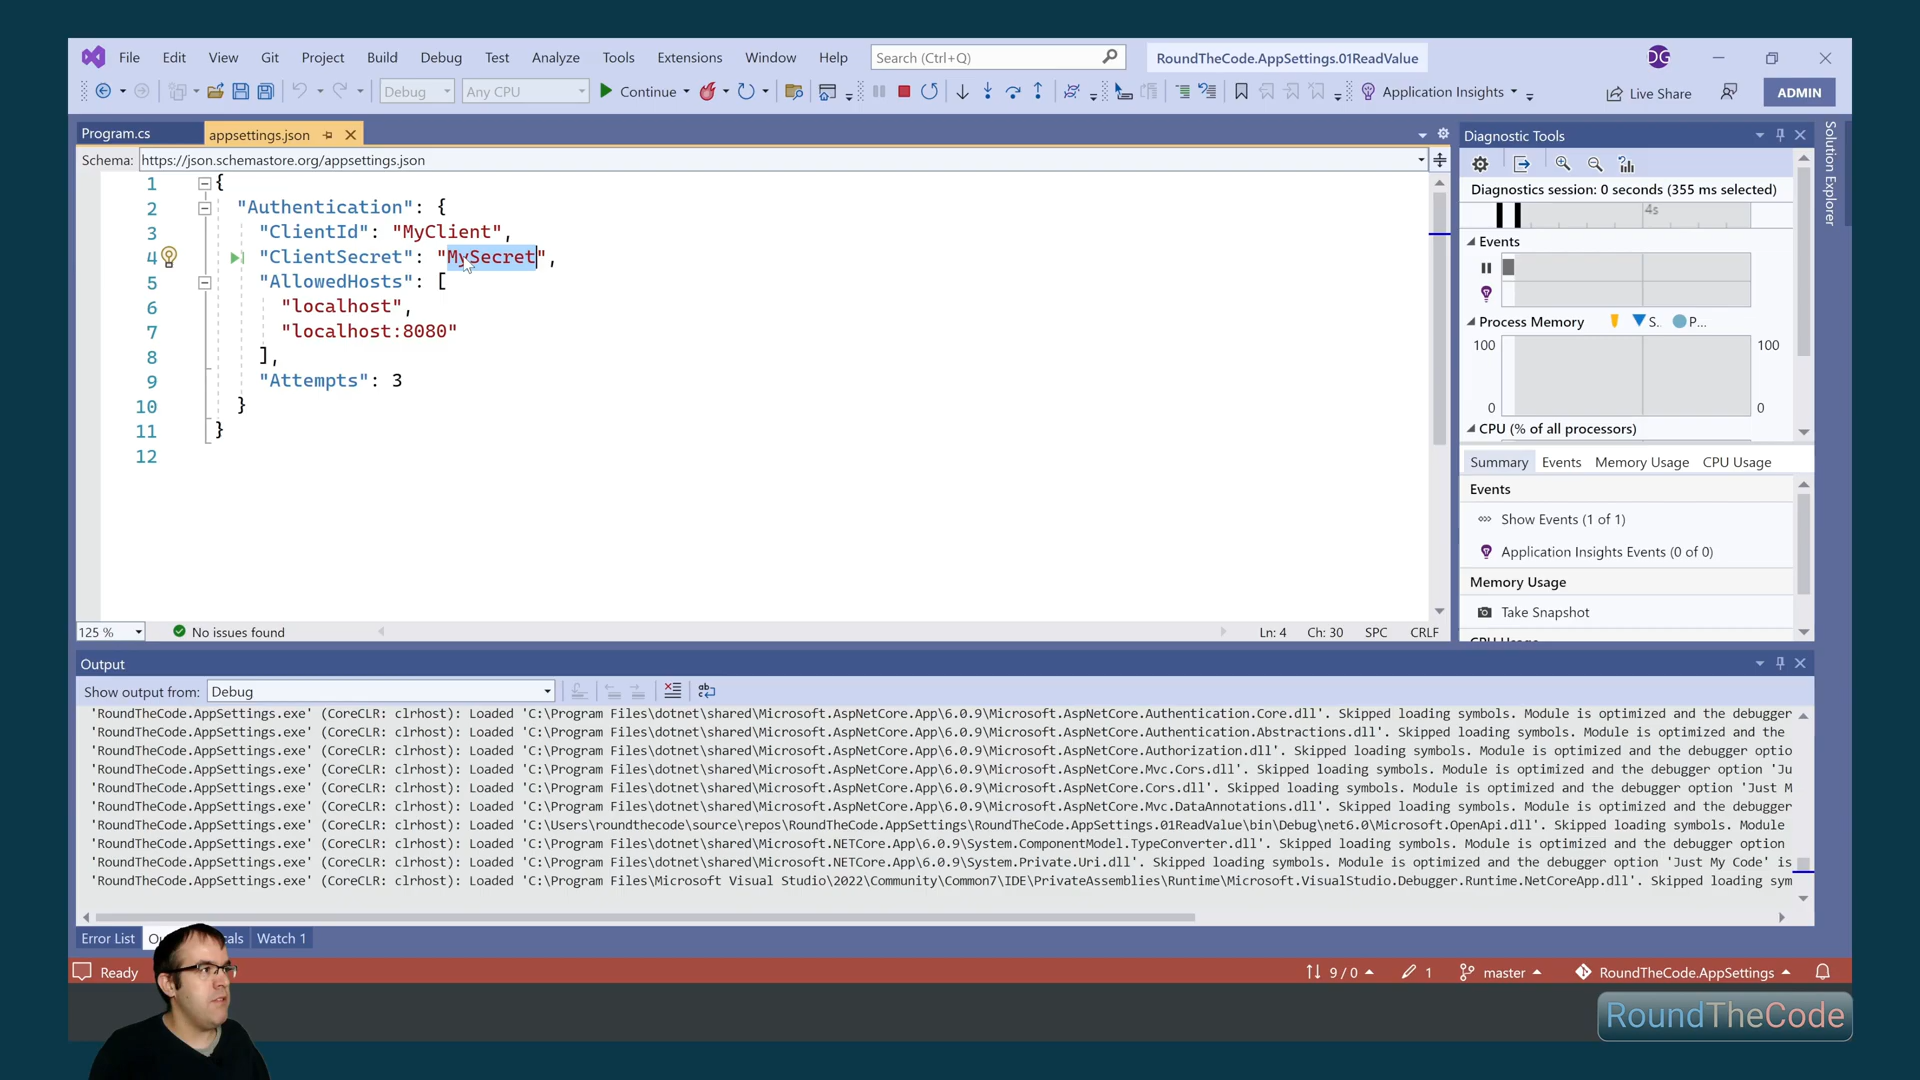 File Edit View Git Project Build Debug Test Analyze Tools Extensions Window Help Search (Ctrl+Q) RoundTheCode.AppSettings.01ReadValue DG
Debug Any CPU Continue Application Insights Live Share ADMIN
Program.cs appsettings.json
Schema: https://json.schemastore.org/appsettings.json
1 {
2 "Authentication": {
3 "ClientId": "MyClient",
4 "ClientSecret": "MySecret",
5 "AllowedHosts": [
6 "localhost",
7 "localhost:8080"
8 ],
9 "Attempts": 3
10 }
11 }
12
125 % No issues found Ln: 4 Ch: 30 SPC CRLF
Diagnostic Tools
Diagnostics session: 0 seconds (355 ms selected)
4s
Events
Process Memory S. P...
100 100
0 0
CPU (% of all processors)
Summary Events Memory Usage CPU Usage
Events
Show Events (1 of 1)
Application Insights Events (0 of 0)
Memory Usage
Take Snapshot
Solution Explorer
Output
Show output from: Debug
'RoundTheCode.AppSettings.exe' (CoreCLR: clrhost): Loaded 'C:\Program Files\dotnet\shared\Microsoft.AspNetCore.App\6.0.9\Microsoft.AspNetCore.Authentication.Core.dll'. Skipped loading symbols. Module is optimized and the debugger
'RoundTheCode.AppSettings.exe' (CoreCLR: clrhost): Loaded 'C:\Program Files\dotnet\shared\Microsoft.AspNetCore.App\6.0.9\Microsoft.AspNetCore.Authentication.Abstractions.dll'. Skipped loading symbols. Module is optimized and the
'RoundTheCode.AppSettings.exe' (CoreCLR: clrhost): Loaded 'C:\Program Files\dotnet\shared\Microsoft.AspNetCore.App\6.0.9\Microsoft.AspNetCore.Authorization.dll'. Skipped loading symbols. Module is optimized and the debugger optio
'RoundTheCode.AppSettings.exe' (CoreCLR: clrhost): Loaded 'C:\Program Files\dotnet\shared\Microsoft.AspNetCore.App\6.0.9\Microsoft.AspNetCore.Mvc.Cors.dll'. Skipped loading symbols. Module is optimized and the debugger option 'Ju
'RoundTheCode.AppSettings.exe' (CoreCLR: clrhost): Loaded 'C:\Program Files\dotnet\shared\Microsoft.AspNetCore.App\6.0.9\Microsoft.AspNetCore.Cors.dll'. Skipped loading symbols. Module is optimized and the debugger option 'Just M
'RoundTheCode.AppSettings.exe' (CoreCLR: clrhost): Loaded 'C:\Program Files\dotnet\shared\Microsoft.AspNetCore.App\6.0.9\Microsoft.AspNetCore.Mvc.DataAnnotations.dll'. Skipped loading symbols. Module is optimized and the debugger
'RoundTheCode.AppSettings.exe' (CoreCLR: clrhost): Loaded 'C:\Users\roundthecode\source\repos\RoundTheCode.AppSettings\RoundTheCode.AppSettings.01ReadValue\bin\Debug\net6.0\Microsoft.OpenApi.dll'. Skipped loading symbols. Module
'RoundTheCode.AppSettings.exe' (CoreCLR: clrhost): Loaded 'C:\Program Files\dotnet\shared\Microsoft.NETCore.App\6.0.9\System.ComponentModel.TypeConverter.dll'. Skipped loading symbols. Module is optimized and the debugger option
'RoundTheCode.AppSettings.exe' (CoreCLR: clrhost): Loaded 'C:\Program Files\dotnet\shared\Microsoft.NETCore.App\6.0.9\System.Private.Uri.dll'. Skipped loading symbols. Module is optimized and the debugger option 'Just My Code' is
'RoundTheCode.AppSettings.exe' (CoreCLR: clrhost): Loaded 'C:\Program Files\Microsoft Visual Studio\2022\Community\Common7\IDE\PrivateAssemblies\Runtime\Microsoft.VisualStudio.Debugger.Runtime.NetCoreApp.dll'. Skipped loading sym
Error List Watch 1
Ready 9 / 0 1 master RoundTheCode.AppSettings
RoundTheCode